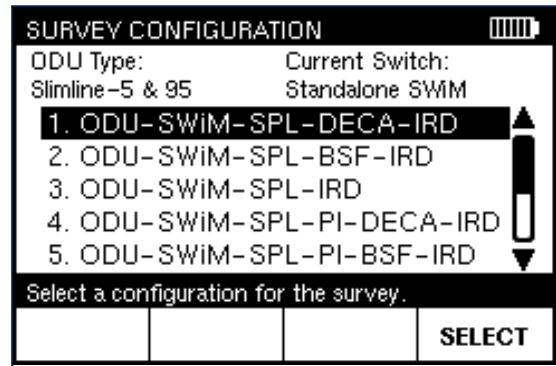 SURVEY CONFIGURATION
ODU Type: Current Switch:
Slimline-5 & 95 Standalone SWiM
1. ODU-SWiM-SPL-DECA-IRD
2. ODU-SWiM-SPL-BSF-IRD
3. ODU-SWiM-SPL-IRD
4. ODU-SWiM-SPL-PI-DECA-IRD
5. ODU-SWiM-SPL-PI-BSF-IRD
Select a configuration for the survey.
SELECT